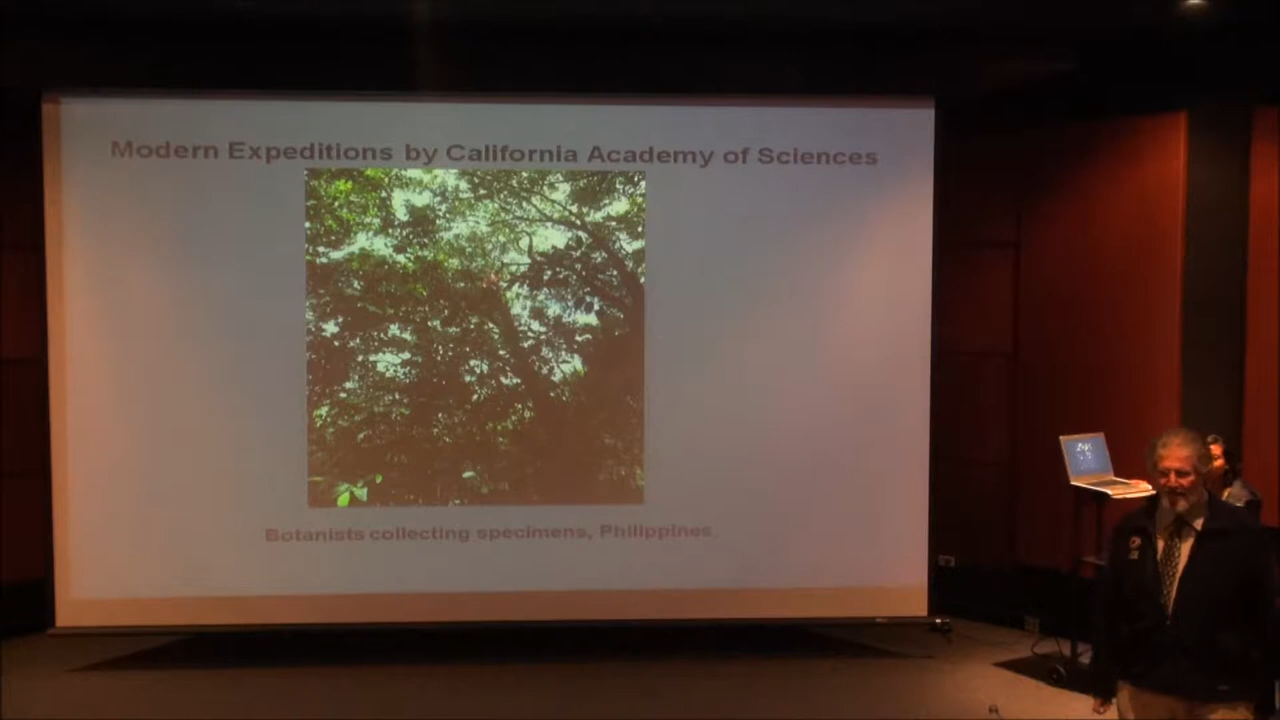 Modern Expeditions by California Academy of Sciences
Botanists collecting specimens, Philippines